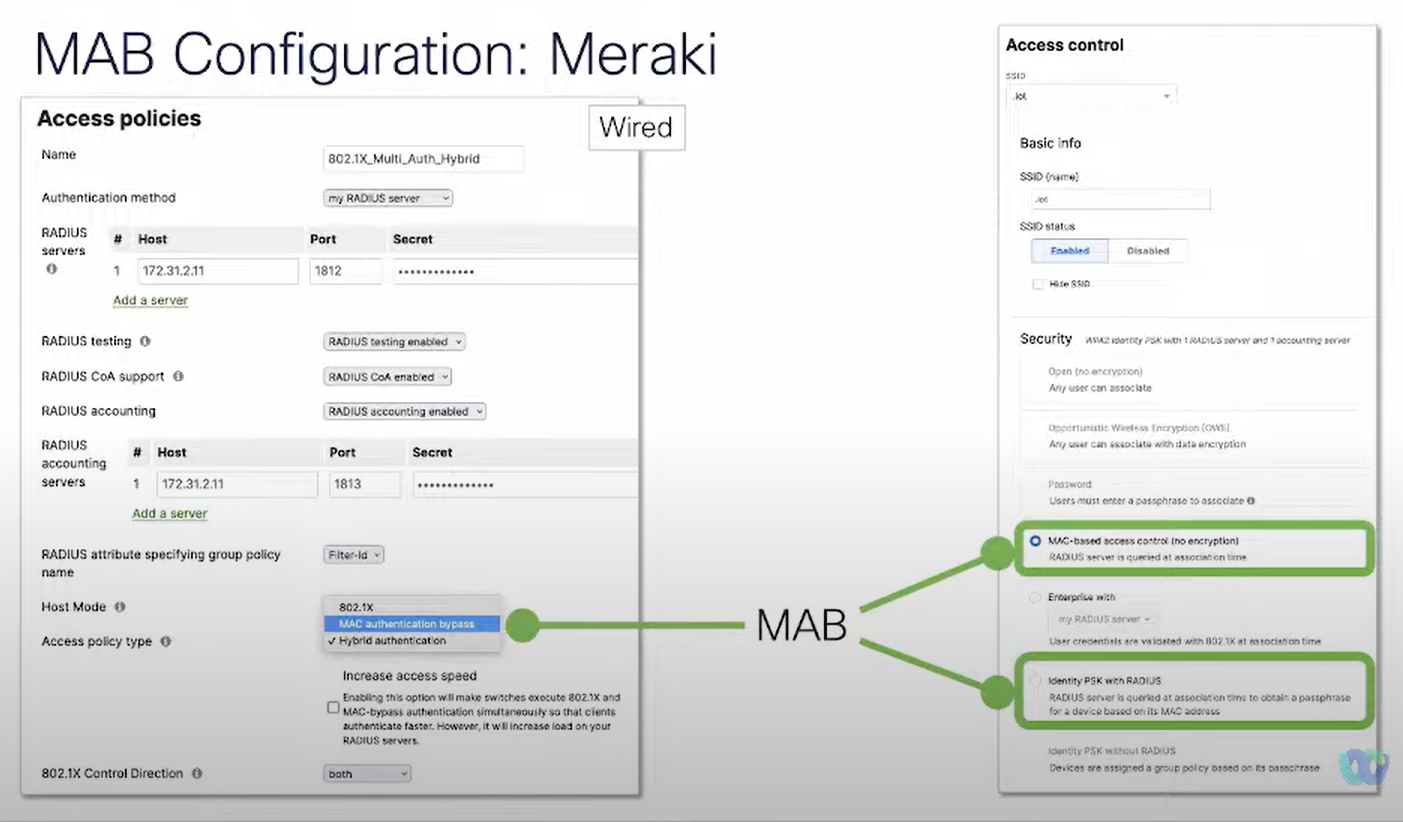 MAB Configuration: Meraki
Access policies
Wired
Name
802.1X_Multi_Auth_Hybrid
Authentication method
my RADIUS server
RADIUS servers
# Host Port Secret
1 172.31.2.11 1812 •••••••••••••
Add a server
RADIUS testing
RADIUS testing enabled
RADIUS CoA support
RADIUS CoA enabled
RADIUS accounting
RADIUS accounting enabled
RADIUS
accounting
servers
# Host Port Secret
1 172.31.2.11 1813 •••••••••••••
Add a server
RADIUS attribute specifying group policy
name
Filter-Id
Host Mode
Access policy type
802.1X
MAC authentication bypass
✓ Hybrid authentication
Increase access speed
Enabling this option will make switches execute 802.1X and
MAC-bypass authentication simultaneously so that clients
authenticate faster. However, it will increase load on your
RADIUS servers.
802.1X Control Direction
both
MAB
Access control
SSID
.iot
Basic info
SSID (name)
.iot
SSID status
Enabled Disabled
Hide SSID
Security WPA2 Identity PSK with 1 RADIUS server and 1 accounting server
Open (no encryption)
Any user can associate
Opportunistic Wireless Encryption (OWE)
Any user can associate with data encryption
Password
Users must enter a passphrase to associate
MAC-based access control (no encryption)
RADIUS server is queried at association time
Enterprise with
my RADIUS server
User credentials are validated with 802.1X at association time
Identity PSK with RADIUS
RADIUS server is queried at association time to obtain a passphrase
for a device based on its MAC address
Identity PSK without RADIUS
Devices are assigned a group policy based on its passphrase